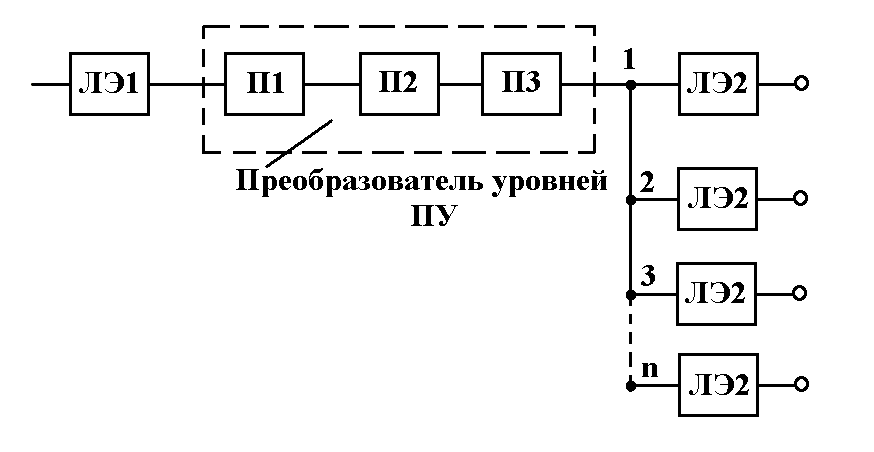 ЛЭ1
П1
П2
П3
1
ЛЭ2
Преобразователь уровней
ПУ
2
ЛЭ2
3
ЛЭ2
n
ЛЭ2